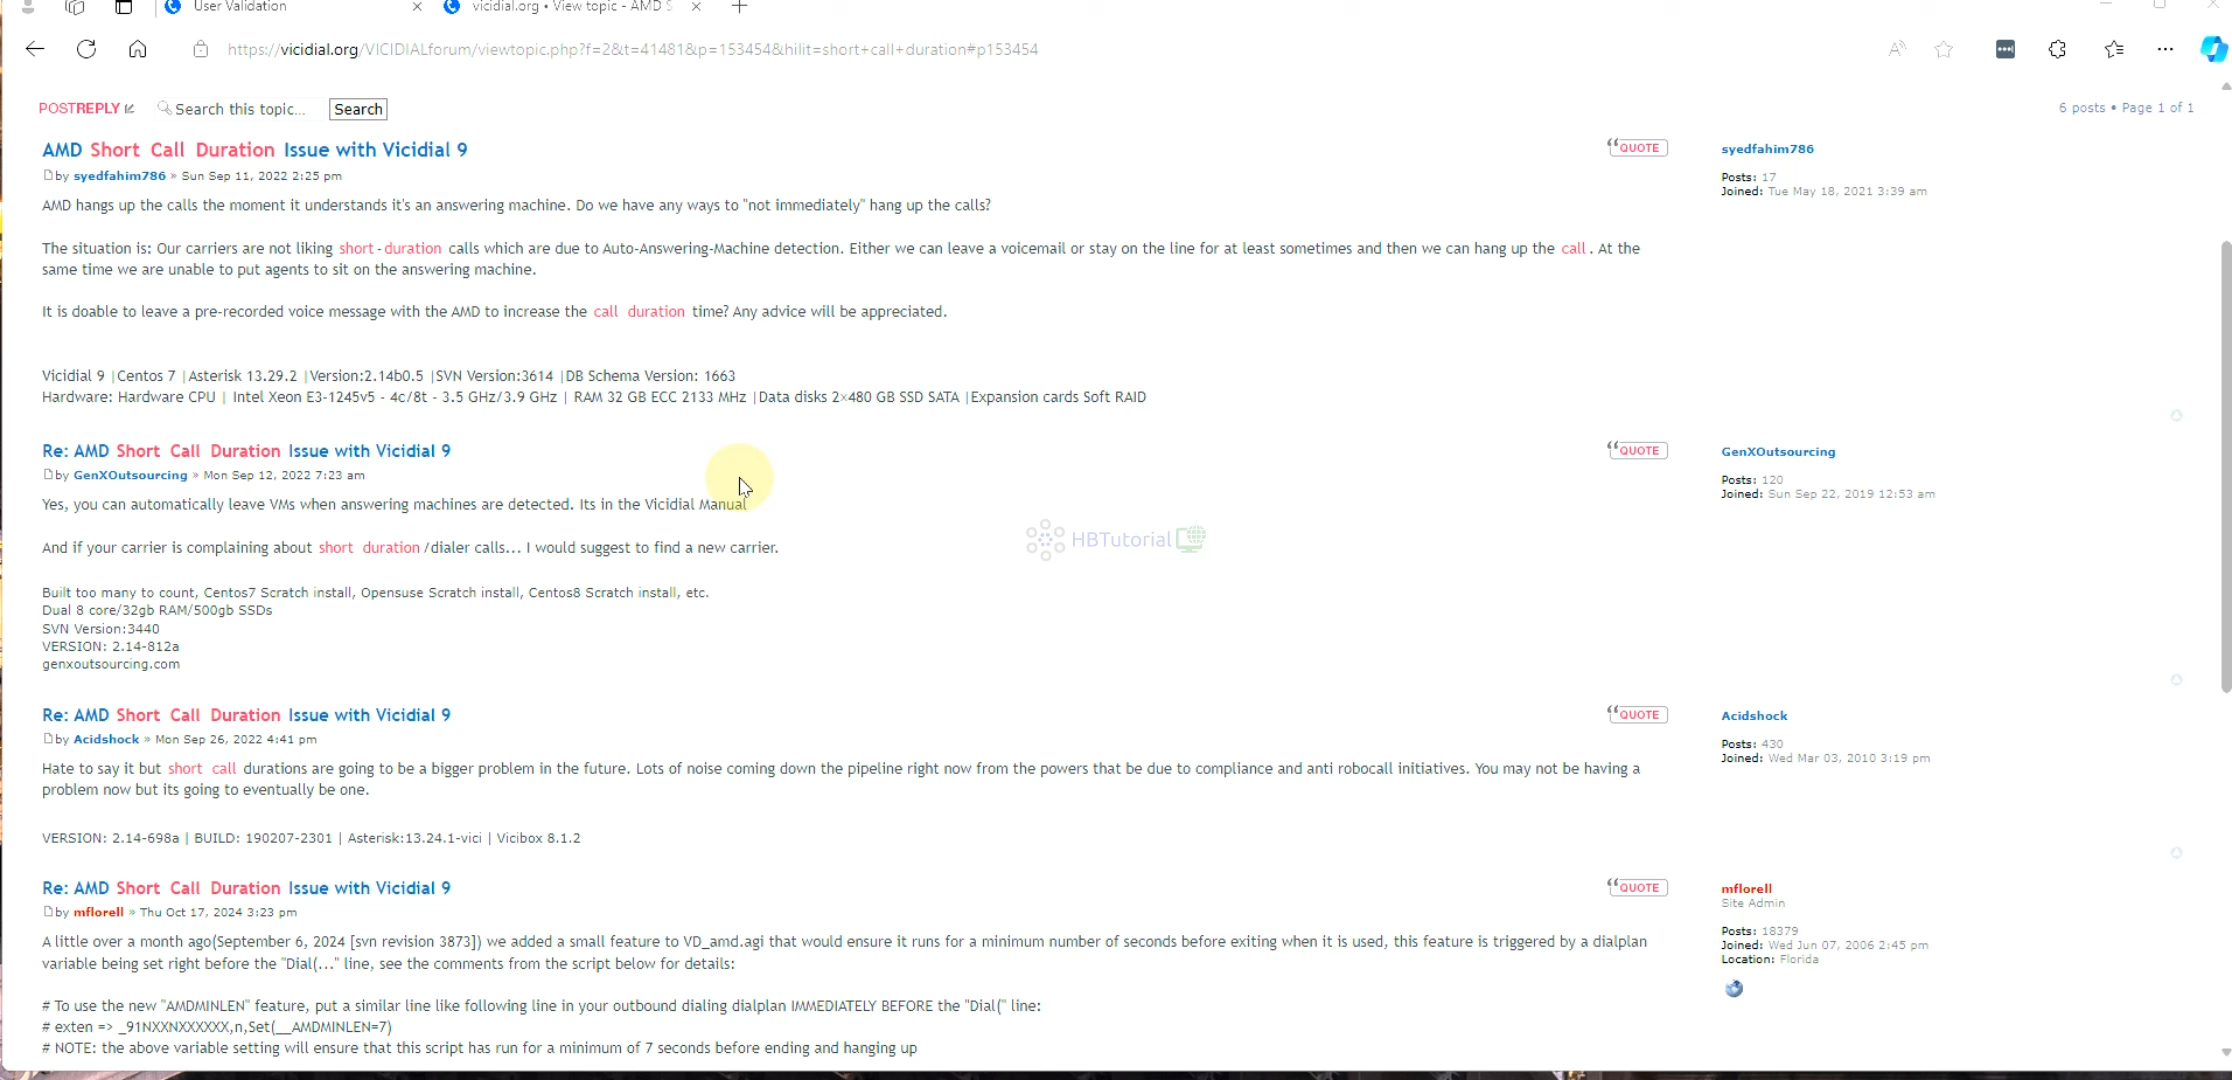 User Validation
vicidial.org • View topic - AMD S
https://vicidial.org/VICIDIALforum/viewtopic.php?f=2&t=41481&p=153454&hilit=short+call+duration#p153454
POSTREPLY Search this topic... Search 6 posts • Page 1 of 1
AMD Short Call Duration Issue with Vicidial 9
QUOTE
by syedfahim786 » Sun Sep 11, 2022 2:25 pm
syedfahim786
Posts: 17
Joined: Tue May 18, 2021 3:39 am
AMD hangs up the calls the moment it understands it's an answering machine. Do we have any ways to "not immediately" hang up the calls?
The situation is: Our carriers are not liking short-duration calls which are due to Auto-Answering-Machine detection. Either we can leave a voicemail or stay on the line for at least sometimes and then we can hang up the call. At the
same time we are unable to put agents to sit on the answering machine.
It is doable to leave a pre-recorded voice message with the AMD to increase the call duration time? Any advice will be appreciated.
Vicidial 9 |Centos 7 |Asterisk 13.29.2 |Version:2.14b0.5 |SVN Version:3614 |DB Schema Version: 1663
Hardware: Hardware CPU | Intel Xeon E3-1245v5 - 4c/8t - 3.5 GHz/3.9 GHz | RAM 32 GB ECC 2133 MHz |Data disks 2×480 GB SSD SATA |Expansion cards Soft RAID
Re: AMD Short Call Duration Issue with Vicidial 9
QUOTE
by GenXOutsourcing » Mon Sep 12, 2022 7:23 am
GenXOutsourcing
Posts: 120
Joined: Sun Sep 22, 2019 12:53 am
Yes, you can automatically leave VMs when answering machines are detected. Its in the Vicidial Manual
And if your carrier is complaining about short duration/dialer calls... I would suggest to find a new carrier.
HBTutorial
Built too many to count, Centos7 Scratch install, Opensuse Scratch install, Centos8 Scratch install, etc.
Dual 8 core/32gb RAM/500gb SSDs
SVN Version:3440
VERSION: 2.14-812a
genxoutsourcing.com
Re: AMD Short Call Duration Issue with Vicidial 9
QUOTE
by Acidshock » Mon Sep 26, 2022 4:41 pm
Acidshock
Posts: 430
Joined: Wed Mar 03, 2010 3:19 pm
Hate to say it but short call durations are going to be a bigger problem in the future. Lots of noise coming down the pipeline right now from the powers that be due to compliance and anti robocall initiatives. You may not be having a
problem now but its going to eventually be one.
VERSION: 2.14-698a | BUILD: 190207-2301 | Asterisk:13.24.1-vici | Vicibox 8.1.2
Re: AMD Short Call Duration Issue with Vicidial 9
QUOTE
by mflorell » Thu Oct 17, 2024 3:23 pm
mflorell
Site Admin
Posts: 18379
Joined: Wed Jun 07, 2006 2:45 pm
Location: Florida
A little over a month ago(September 6, 2024 [svn revision 3873]) we added a small feature to VD_amd.agi that would ensure it runs for a minimum number of seconds before exiting when it is used, this feature is triggered by a dialplan
variable being set right before the "Dial(..." line, see the comments from the script below for details:
# To use the new "AMDMINLEN" feature, put a similar line like following line in your outbound dialing dialplan IMMEDIATELY BEFORE the "Dial(" line:
# exten => _91NXXNXXXXXX,n,Set(__AMDMINLEN=7)
# NOTE: the above variable setting will ensure that this script has run for a minimum of 7 seconds before ending and hanging up